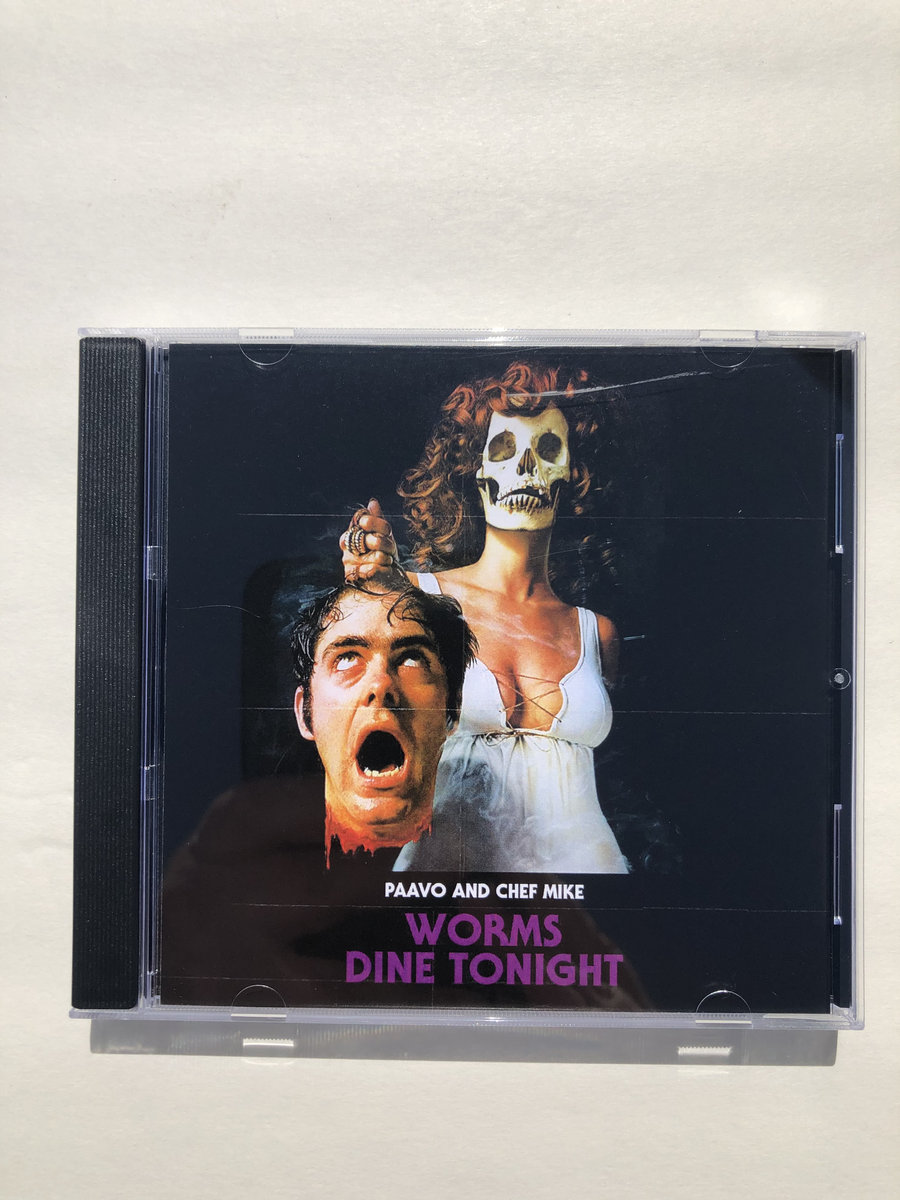 PAAVO AND CHEF MIKE
WORMS
DINE TONIGHT